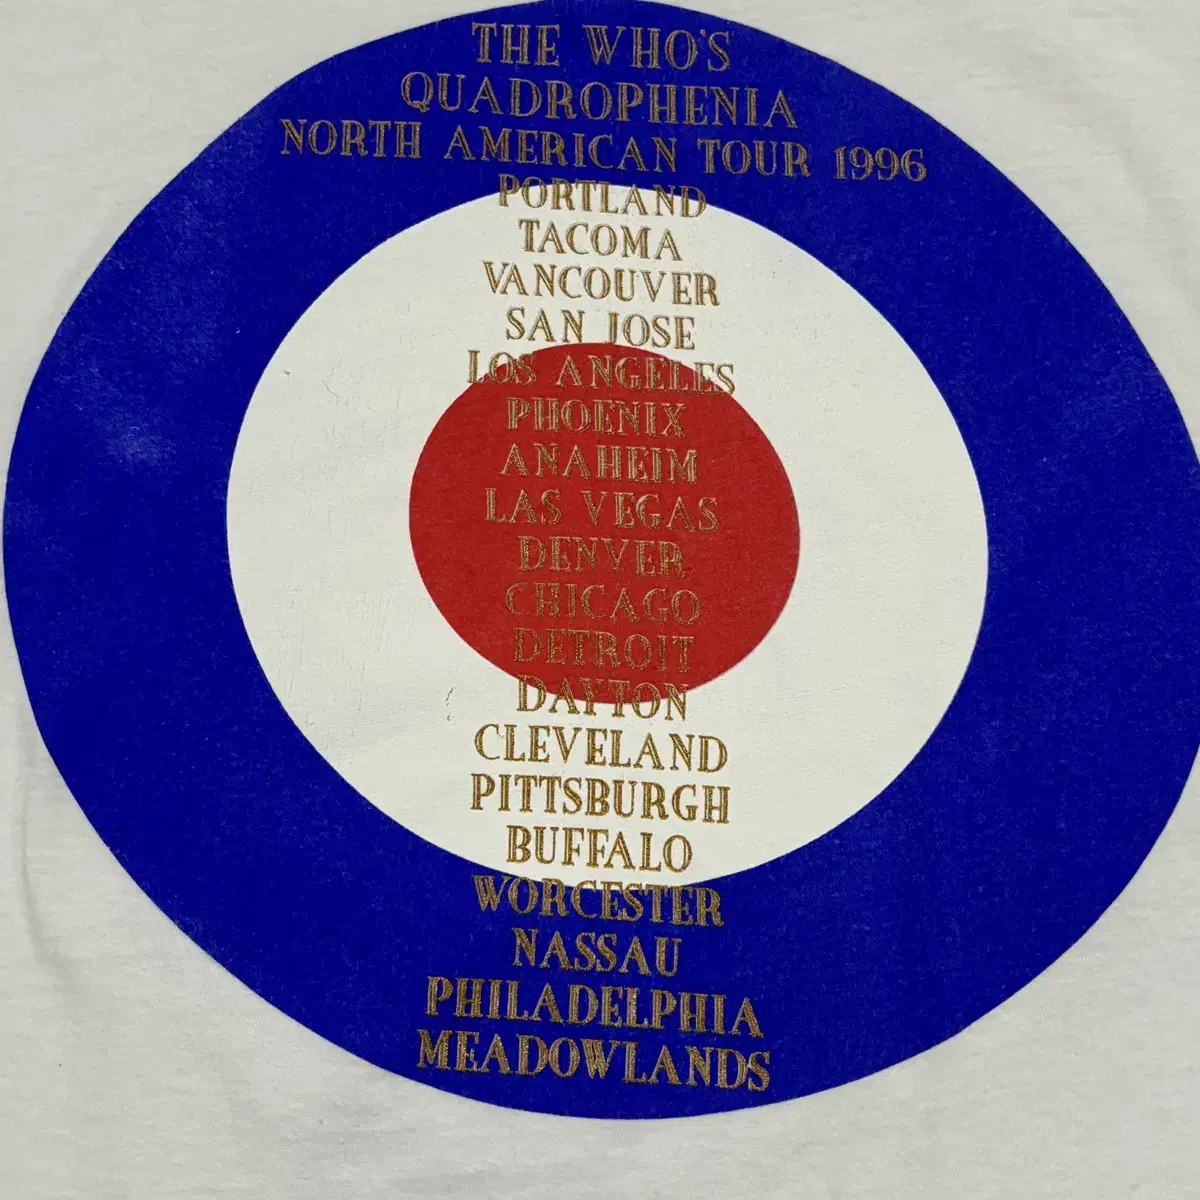 THE WHO'S
QUADROPHENIA
NORTH AMERICAN TOUR 1996
PORTLAND
TACOMA
VANCOUVER
SAN JOSE
LOS ANGELES
PHOENIX
ANAHEIM
LAS VEGAS
DENVER
CHICAGO
DETROIT
DAYTON
CLEVELAND
PITTSBURGH
BUFFALO
WORCESTER
NASSAU
PHILADELPHIA
MEADOWLANDS